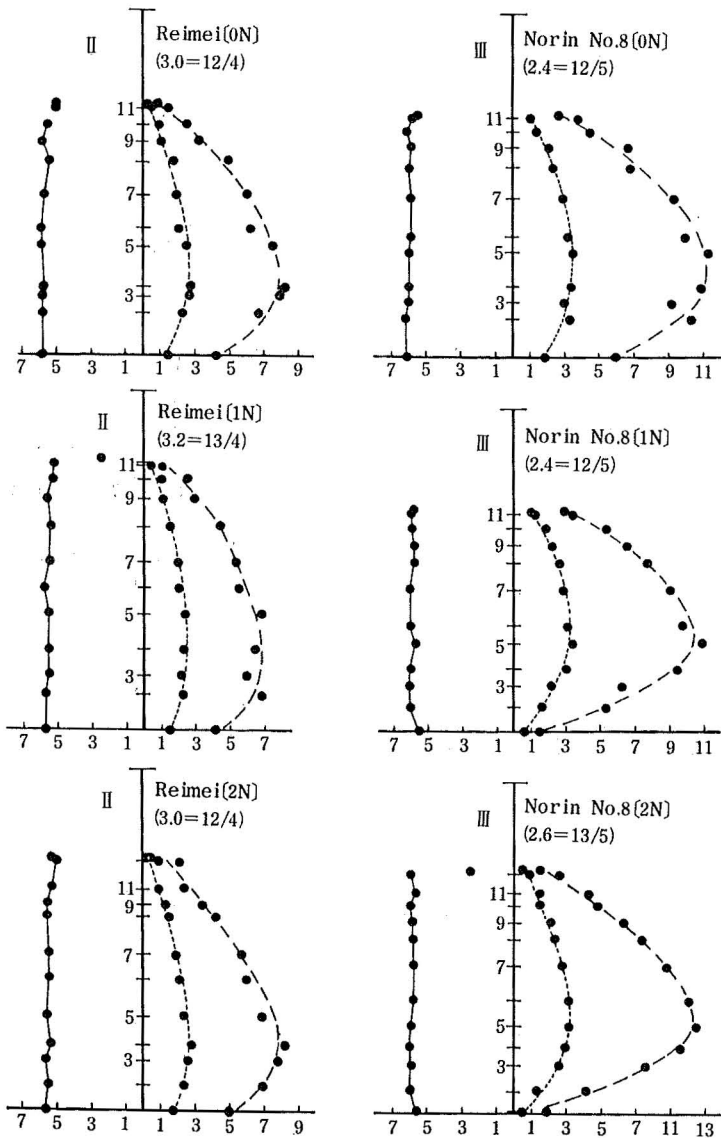 II
Reimei(0N)
(3.0=12/4)
11
9
7
5
3
7 5 3 1 1 5 9
III
Norin No.8(0N)
(2.4=12/5)
11
9
7
5
3
7 5 3 1 1 3 5 7 9 11
II
Reimei(1N)
(3.2=13/4)
11
9
7
5
3
7 5 3 1 1 3 5 7
III
Norin No.8(1N)
(2.4=12/5)
11
9
7
5
3
7 5 3 1 1 3 5 7 9 11
II
Reimei(2N)
(3.0=12/4)
11
9
7
5
3
7 5 3 1 1 3 5 7 9
III
Norin No.8(2N)
(2.6=13/5)
11
9
7
5
3
7 5 3 1 1 3 5 7 9 11 13